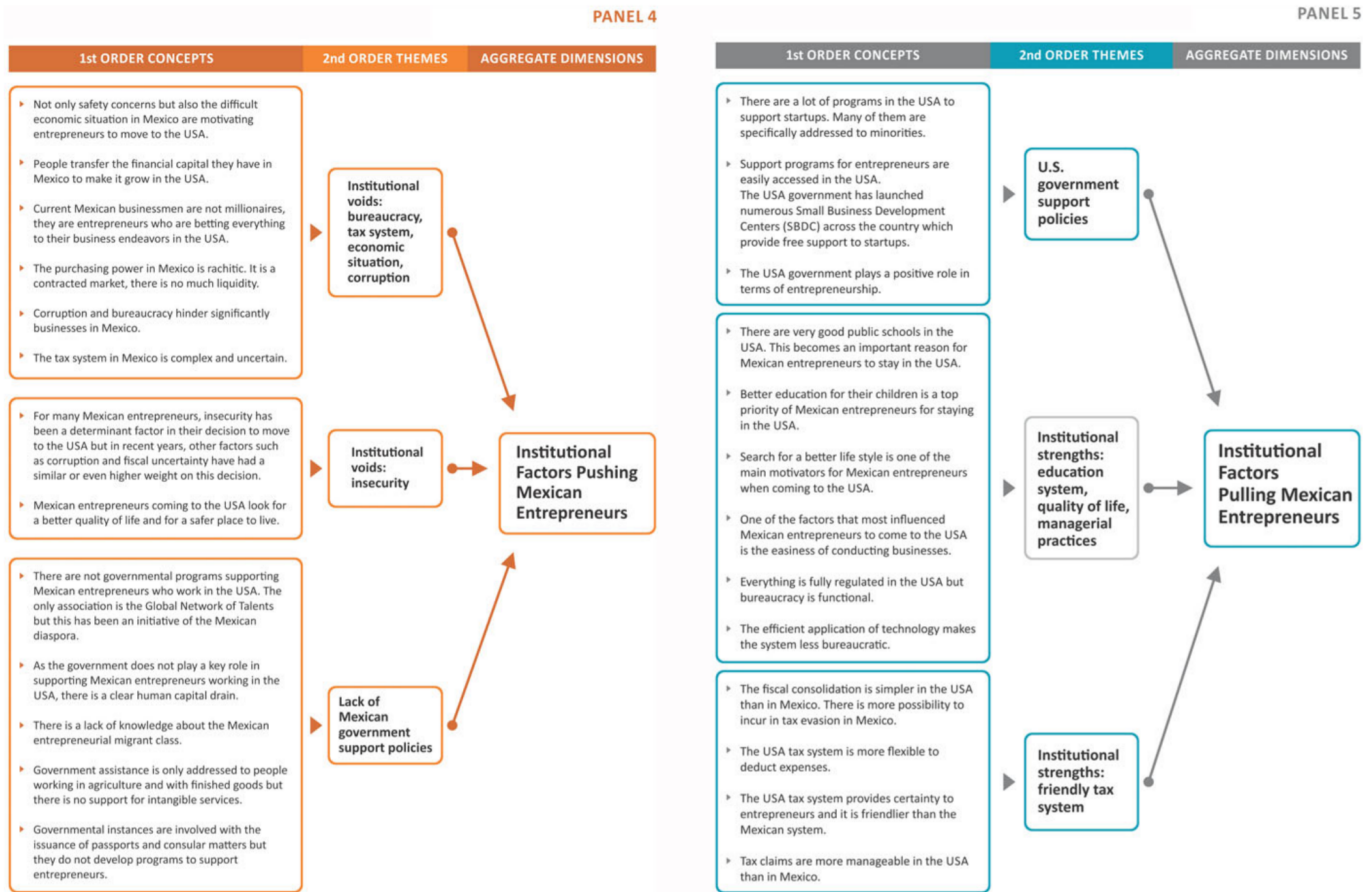 PANEL 4
1st ORDER CONCEPTS
2nd ORDER THEMES
AGGREGATE DIMENSIONS
Not only safety concerns but also the difficult
economic situation in Mexico are motivating
entrepreneurs to move to the USA.
People transfer the financial capital they have in
Mexico to make it grow in the USA.
Current Mexican businessmen are not millionaires,
they are entrepreneurs who are betting everything
to their business endeavors in the USA.
The purchasing power in Mexico is rachitic. It is a
contracted market, there is no much liquidity.
Corruption and bureaucracy hinder significantly
businesses in Mexico.
The tax system in Mexico is complex and uncertain.
Institutional
voids:
bureaucracy,
tax system,
economic
situation,
corruption
For many Mexican entrepreneurs, insecurity has
been a determinant factor in their decision to move
to the USA but in recent years, other factors such
as corruption and fiscal uncertainty have had a
similar or even higher weight on this decision.
Mexican entrepreneurs coming to the USA look for
a better quality of life and for a safer place to live.
Institutional
voids:
insecurity
There are not governmental programs supporting
Mexican entrepreneurs who work in the USA. The
only association is the Global Network of Talents
but this has been an initiative of the Mexican
diaspora.
As the government does not play a key role in
supporting Mexican entrepreneurs working in the
USA, there is a clear human capital drain.
There is a lack of knowledge about the Mexican
entrepreneurial migrant class.
Government assistance is only addressed to people
working in agriculture and with finished goods but
there is no support for intangible services.
Governmental instances are involved with the
issuance of passports and consular matters but
they do not develop programs to support
entrepreneurs.
Lack of
Mexican
government
support policies
Institutional
Factors Pushing
Mexican
Entrepreneurs
PANEL 5
1st ORDER CONCEPTS
2nd ORDER THEMES
AGGREGATE DIMENSIONS
There are a lot of programs in the USA to
support startups. Many of them are
specifically addressed to minorities.
Support programs for entrepreneurs are
easily accessed in the USA.
The USA government has launched
numerous Small Business Development
Centers (SBDC) across the country which
provide free support to startups.
The USA government plays a positive role in
terms of entrepreneurship.
U.S.
government
support
policies
There are very good public schools in the
USA. This becomes an important reason for
Mexican entrepreneurs to stay in the USA.
Better education for their children is a top
priority of Mexican entrepreneurs for staying
in the USA.
Search for a better life style is one of the
main motivators for Mexican entrepreneurs
when coming to the USA.
One of the factors that most influenced
Mexican entrepreneurs to come to the USA
is the easiness of conducting businesses.
Everything is fully regulated in the USA but
bureaucracy is functional.
The efficient application of technology makes
the system less bureaucratic.
Institutional
strengths:
education
system,
quality of life,
managerial
practices
The fiscal consolidation is simpler in the USA
than in Mexico. There is more possibility to
incur in tax evasion in Mexico.
The USA tax system is more flexible to
deduct expenses.
The USA tax system provides certainty to
entrepreneurs and it is friendlier than the
Mexican system.
Tax claims are more manageable in the USA
than in Mexico.
Institutional
strengths:
friendly tax
system
Institutional
Factors
Pulling Mexican
Entrepreneurs